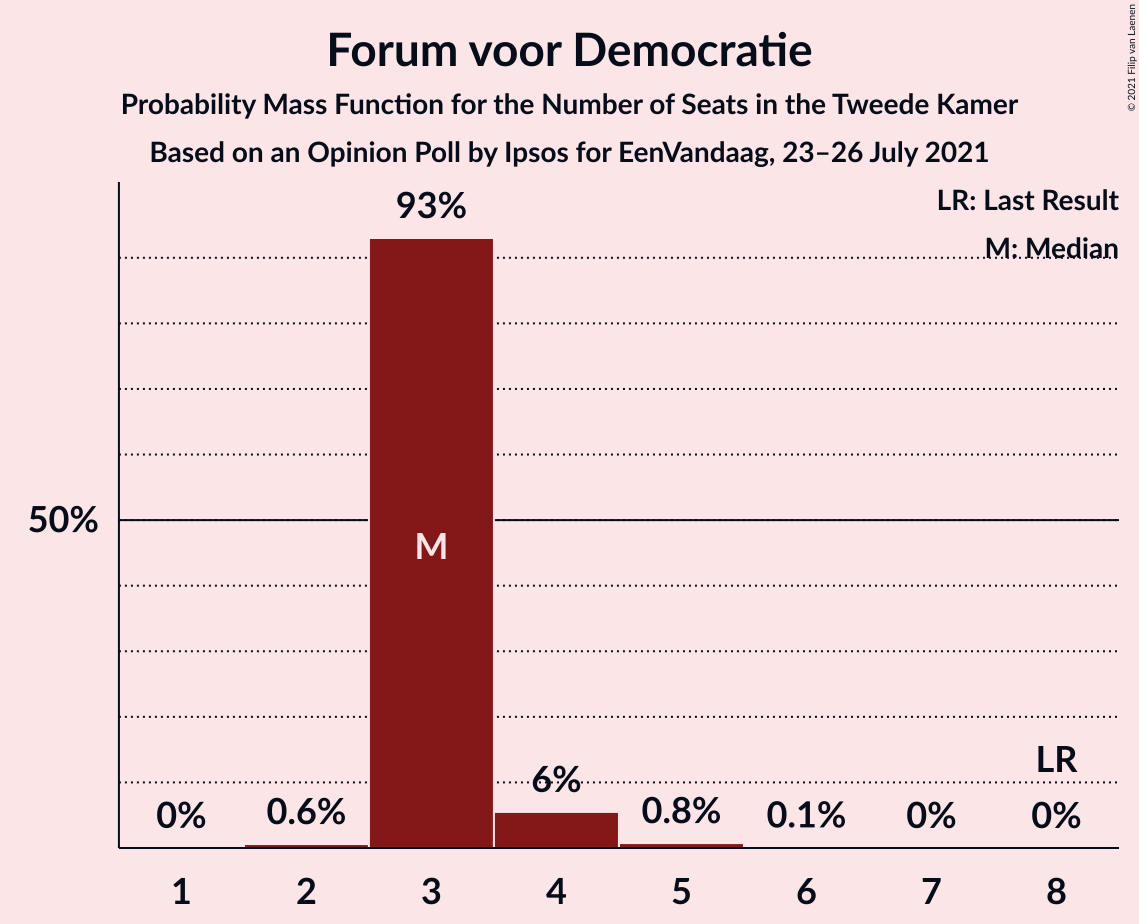 Forum voor Democratie
Probability Mass Function for the Number of Seats in the Tweede Kamer
Based on an Opinion Poll by Ipsos for EenVandaag, 23–26 July 2021
© 2021 Filip van Laenen
LR: Last Result
M: Median
93%
50%
M
LR
0%
0.6%
6%
0.8%
0.1%
0%
0%
1 2 3 4 5 6 7 8